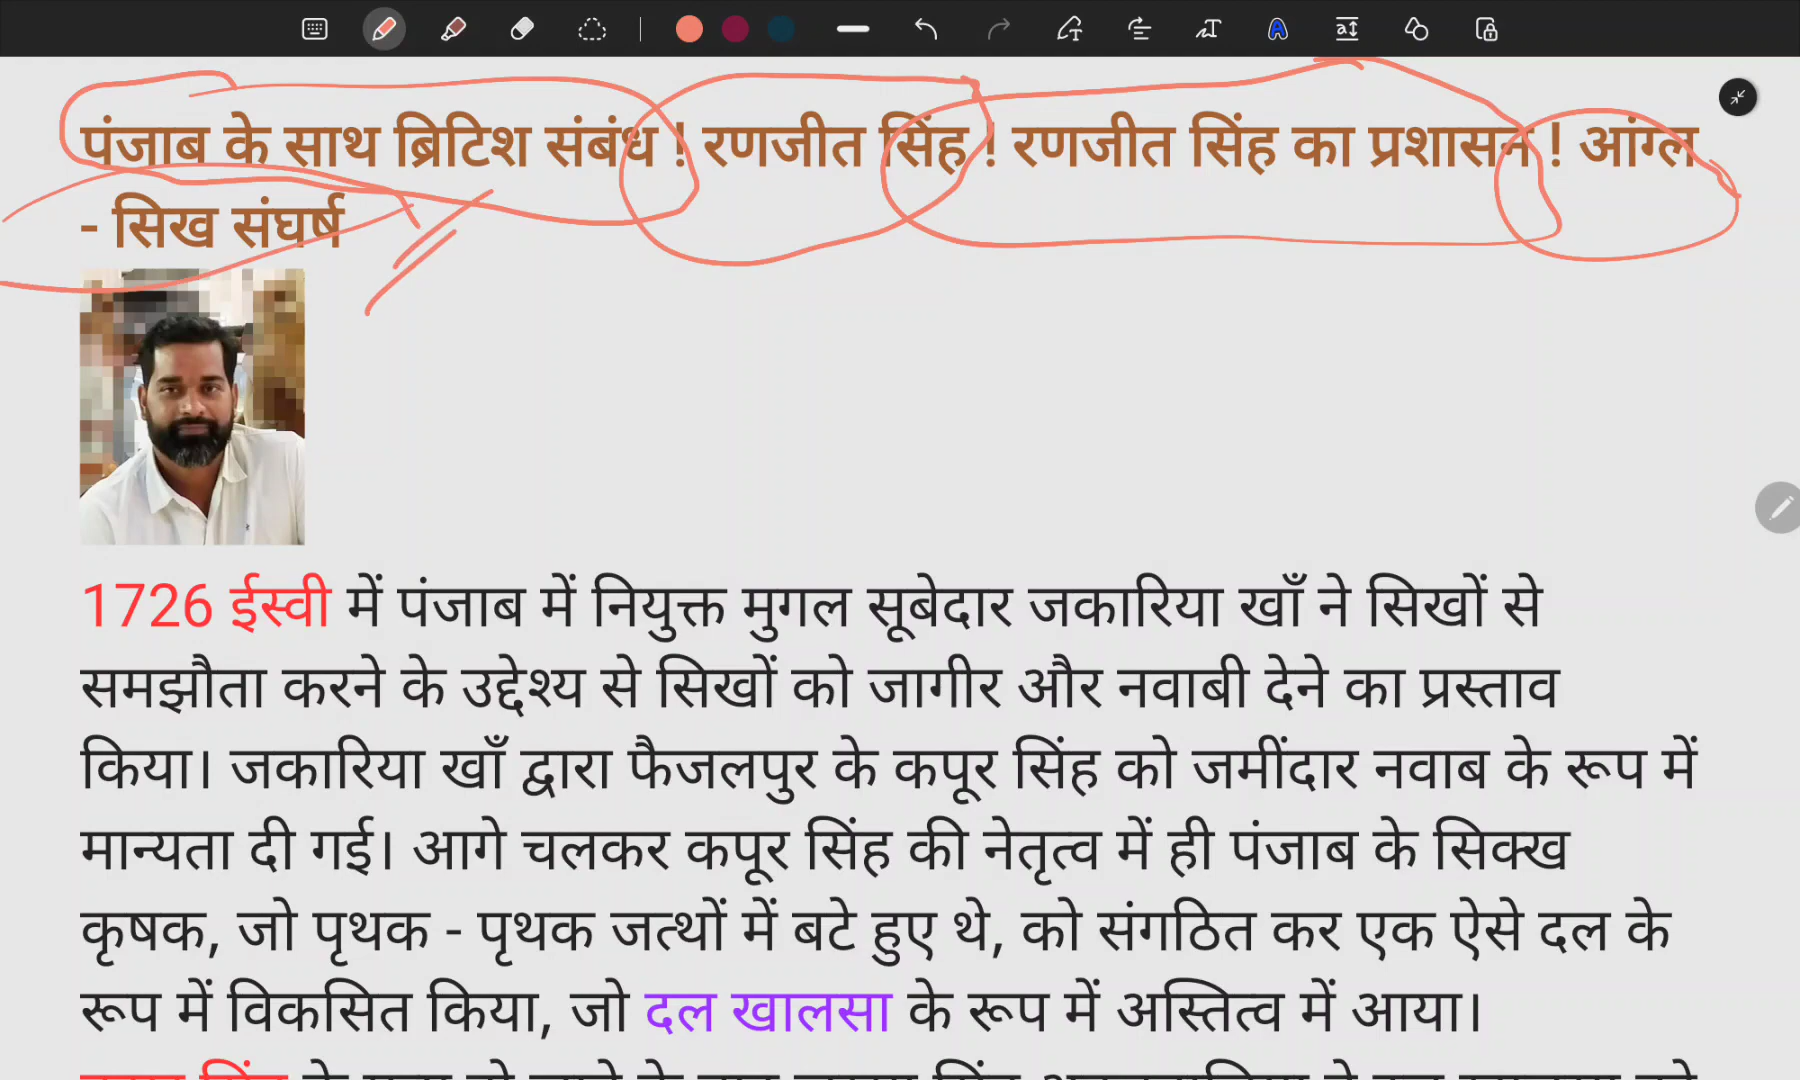 पंजाब के साथ ब्रिटिश संबंध ! रणजीत सिंह ! रणजीत सिंह का प्रशासन ! आंग्ल
- सिख संघर्ष
1726 ईस्वी में पंजाब में नियुक्त मुगल सूबेदार जकारिया खाँ ने सिखों से
समझौता करने के उद्देश्य से सिखों को जागीर और नवाबी देने का प्रस्ताव
किया। जकारिया खाँ द्वारा फैजलपुर के कपूर सिंह को जमींदार नवाब के रूप में
मान्यता दी गई। आगे चलकर कपूर सिंह की नेतृत्व में ही पंजाब के सिक्ख
कृषक, जो पृथक - पृथक जत्थों में बटे हुए थे, को संगठित कर एक ऐसे दल के
रूप में विकसित किया, जो दल खालसा के रूप में अस्तित्व में आया।